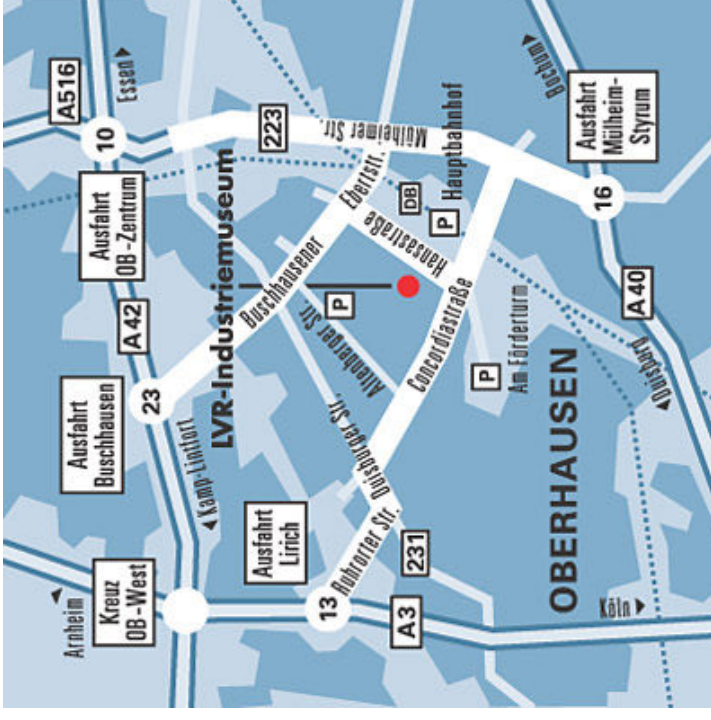 Arnheim
Kreuz
OB-West
Ausfahrt
Buschhausen
23
A 42
Ausfahrt
OB-Zentrum
10
A516
Essen
Kamp-Lintfort
LVR-Industriemuseum
Buschhausener
Ausfahrt
Lirich
223
13
Ruhrorter Str.
Duisburger Str.
Altenberger Str.
P
Ebertstr.
Mülheimer Str.
A3
231
Concordiastraße
Hansastraße
DB
P
Hauptbahnhof
P
Am Förderturm
OBERHAUSEN
Köln
Bochum
Ausfahrt
Mülheim-
Styrum
16
A 40
Duisburg